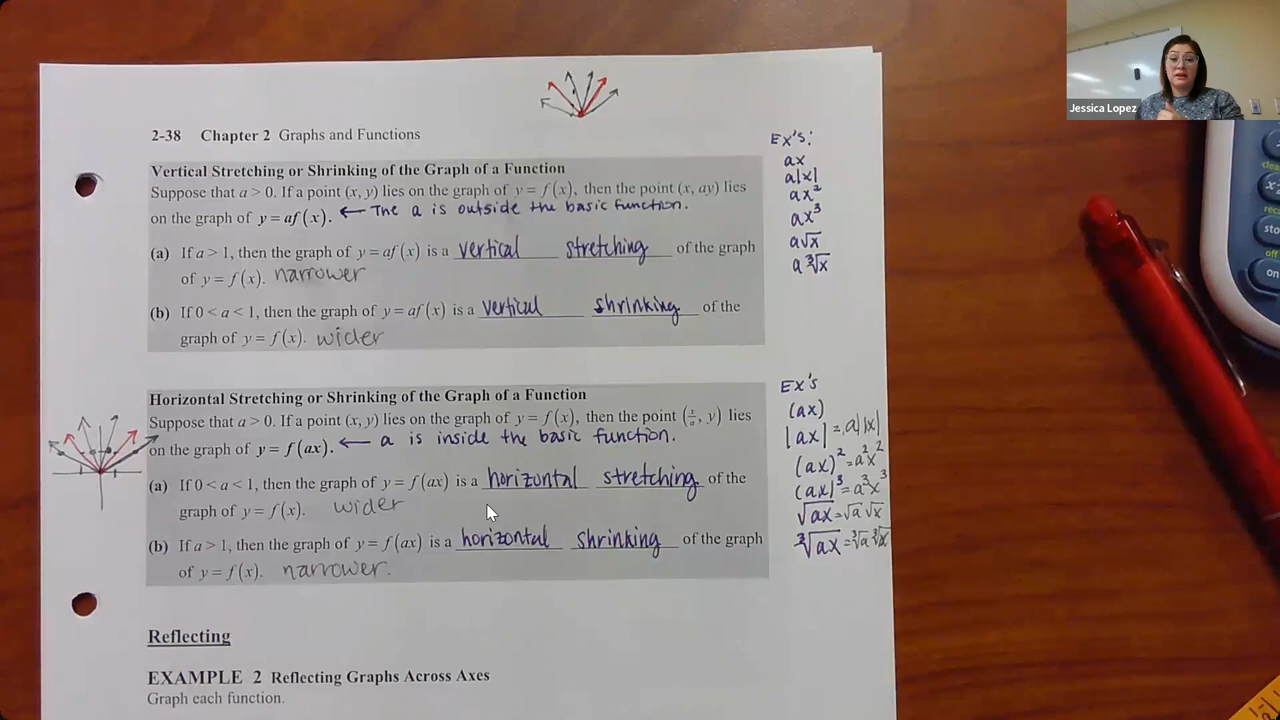 Jessica Lopez
2-38 Chapter 2 Graphs and Functions
Vertical Stretching or Shrinking of the Graph of a Function
Suppose that a > 0. If a point (x, y) lies on the graph of y = f(x), then the point (x, ay) lies
on the graph of y = af(x). ← The a is outside the basic function.
(a) If a > 1, then the graph of y = af(x) is a vertical stretching of the graph
of y = f(x). narrower
(b) If 0 < a < 1, then the graph of y = af(x) is a vertical shrinking of the
graph of y = f(x). wider
Ex's:
ax
a|x|
ax²
ax³
a√x
a∛x
Horizontal Stretching or Shrinking of the Graph of a Function
Suppose that a > 0. If a point (x, y) lies on the graph of y = f(x), then the point (x/a, y) lies
on the graph of y = f(ax). ← a is inside the basic function.
(a) If 0 < a < 1, then the graph of y = f(ax) is a horizontal stretching of the
graph of y = f(x). wider
(b) If a > 1, then the graph of y = f(ax) is a horizontal shrinking of the graph
of y = f(x). narrower.
Ex's
(ax)
|ax| = a|x|
(ax)² = a²x²
(ax)³ = a³x³
√ax = √a √x
∛ax = ∛a ∛x
Reflecting
EXAMPLE 2 Reflecting Graphs Across Axes
Graph each function.